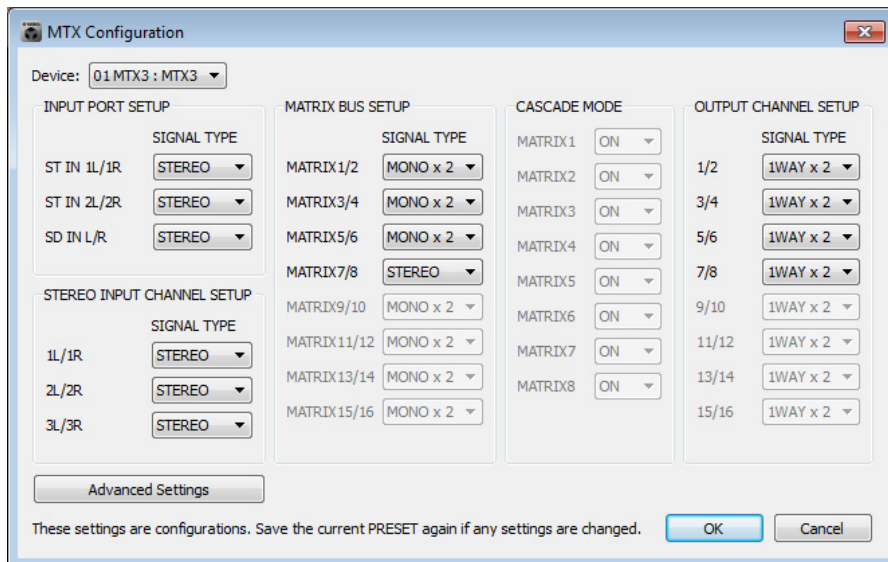 MTX Configuration
Device: 01 MTX3 : MTX3
INPUT PORT SETUP
SIGNAL TYPE
ST IN 1L/1R STEREO
ST IN 2L/2R STEREO
SD IN L/R STEREO
STEREO INPUT CHANNEL SETUP
SIGNAL TYPE
1L/1R STEREO
2L/2R STEREO
3L/3R STEREO
MATRIX BUS SETUP
SIGNAL TYPE
MATRIX1/2 MONO x 2
MATRIX3/4 MONO x 2
MATRIX5/6 MONO x 2
MATRIX7/8 STEREO
MATRIX9/10 MONO x 2
MATRIX11/12 MONO x 2
MATRIX13/14 MONO x 2
MATRIX15/16 MONO x 2
CASCADE MODE
MATRIX1 ON
MATRIX2 ON
MATRIX3 ON
MATRIX4 ON
MATRIX5 ON
MATRIX6 ON
MATRIX7 ON
MATRIX8 ON
OUTPUT CHANNEL SETUP
SIGNAL TYPE
1/2 1WAY x 2
3/4 1WAY x 2
5/6 1WAY x 2
7/8 1WAY x 2
9/10 1WAY x 2
11/12 1WAY x 2
13/14 1WAY x 2
15/16 1WAY x 2
Advanced Settings
These settings are configurations. Save the current PRESET again if any settings are changed.
OK
Cancel